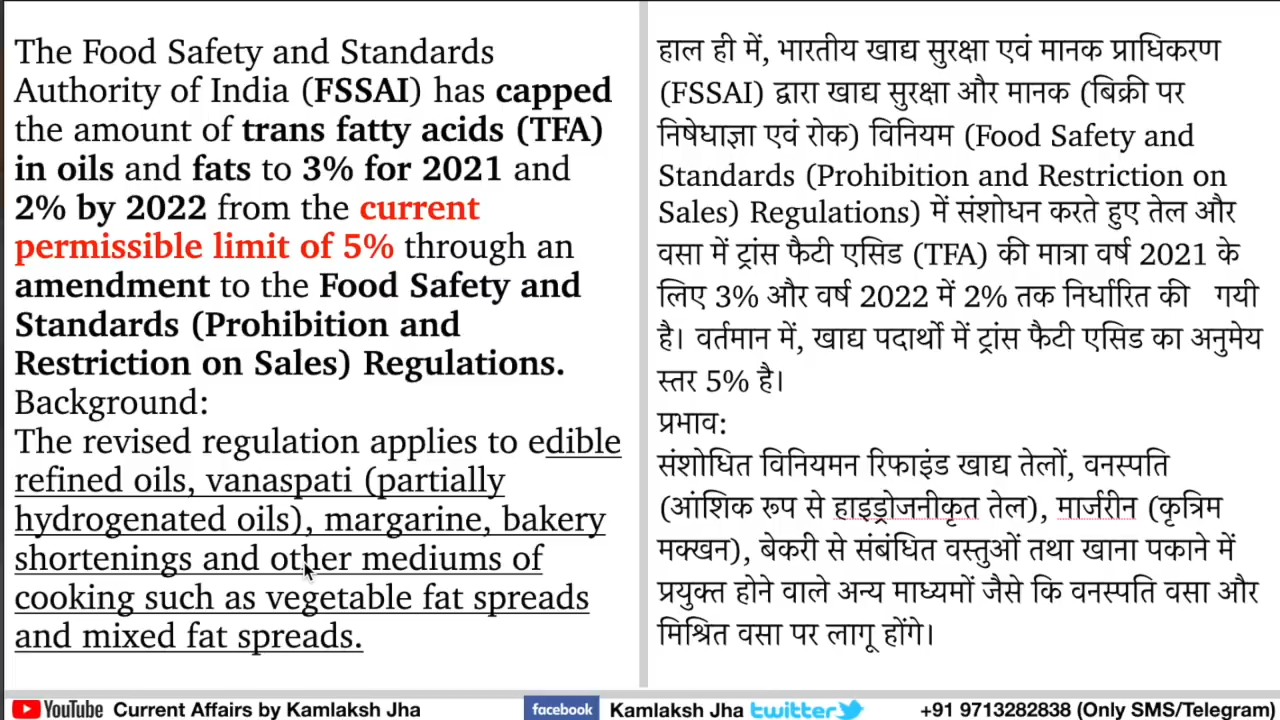 The Food Safety and Standards
Authority of India (FSSAI) has capped
the amount of trans fatty acids (TFA)
in oils and fats to 3% for 2021 and
2% by 2022 from the current
permissible limit of 5% through an
amendment to the Food Safety and
Standards (Prohibition and
Restriction on Sales) Regulations.
Background:
The revised regulation applies to edible
refined oils, vanaspati (partially
hydrogenated oils), margarine, bakery
shortenings and other mediums of
cooking such as vegetable fat spreads
and mixed fat spreads.
हाल ही में, भारतीय खाद्य सुरक्षा एवं मानक प्राधिकरण
(FSSAI) द्वारा खाद्य सुरक्षा और मानक (बिक्री पर
निषेधाज्ञा एवं रोक) विनियम (Food Safety and
Standards (Prohibition and Restriction on
Sales) Regulations) में संशोधन करते हुए तेल और
वसा में ट्रांस फैटी एसिड (TFA) की मात्रा वर्ष 2021 के
लिए 3% और वर्ष 2022 में 2% तक निर्धारित की गयी
है। वर्तमान में, खाद्य पदार्थो में ट्रांस फैटी एसिड का अनुमेय
स्तर 5% है।
प्रभाव:
संशोधित विनियमन रिफाइंड खाद्य तेलों, वनस्पति
(आंशिक रूप से हाइड्रोजनीकृत तेल), मार्जरीन (कृत्रिम
मक्खन), बेकरी से संबंधित वस्तुओं तथा खाना पकाने में
प्रयुक्त होने वाले अन्य माध्यमों जैसे कि वनस्पति वसा और
मिश्रित वसा पर लागू होंगे।
YouTube Current Affairs by Kamlaksh Jha facebook Kamlaksh Jha twitter +91 9713282838 (Only SMS/Telegram)